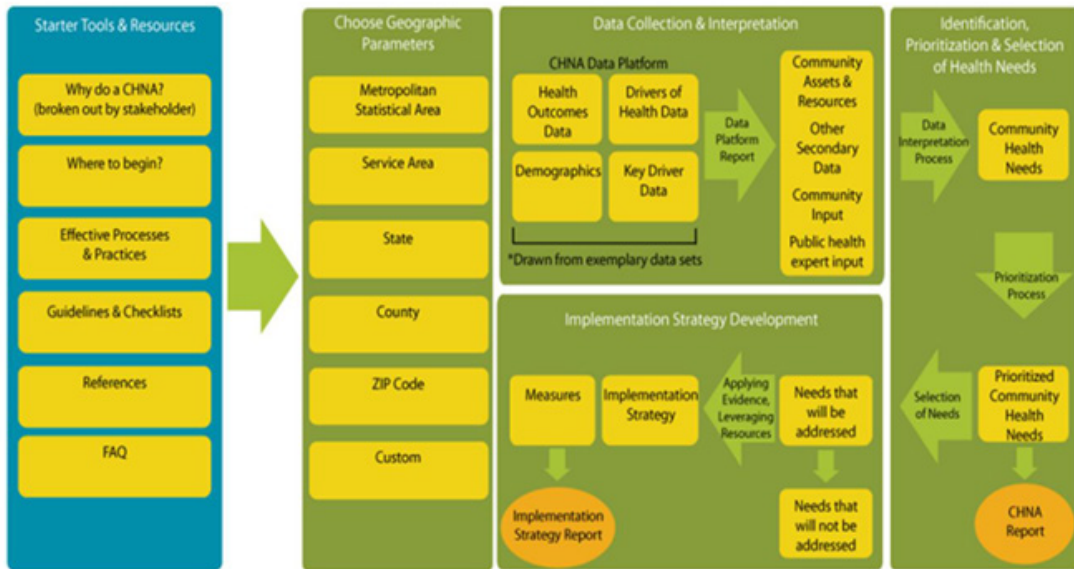 Starter Tools & Resources
Why do a CHNA?
(broken out by stakeholder)
Where to begin?
Effective Processes
& Practices
Guidelines & Checklists
References
FAQ
Choose Geographic
Parameters
Metropolitan
Statistical Area
Service Area
State
County
ZIP Code
Custom
Data Collection & Interpretation
CHNA Data Platform
Health
Outcomes
Data
Drivers of
Health Data
Demographics
Key Driver
Data
*Drawn from exemplary data sets
Data
Platform
Report
Community
Assets &
Resources
Other
Secondary
Data
Community
Input
Public health
expert input
Identification,
Prioritization & Selection
of Health Needs
Data
Interpretation
Process
Community
Health
Needs
Prioritization
Process
Prioritized
Community
Health
Needs
Selection
of Needs
CHNA
Report
Implementation Strategy Development
Measures
Implementation
Strategy
Applying
Evidence,
Leveraging
Resources
Needs that
will be
addressed
Implementation
Strategy Report
Needs that
will not be
addressed